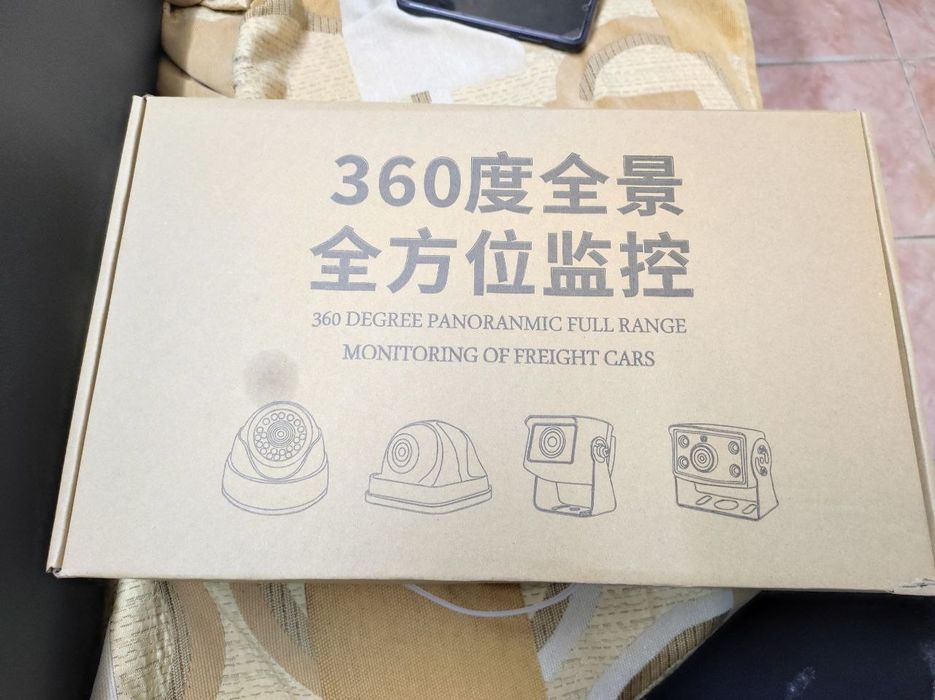 360度全景
全方位监控
360 DEGREE PANORANMIC FULL RANGE
MONITORING OF FREIGHT CARS